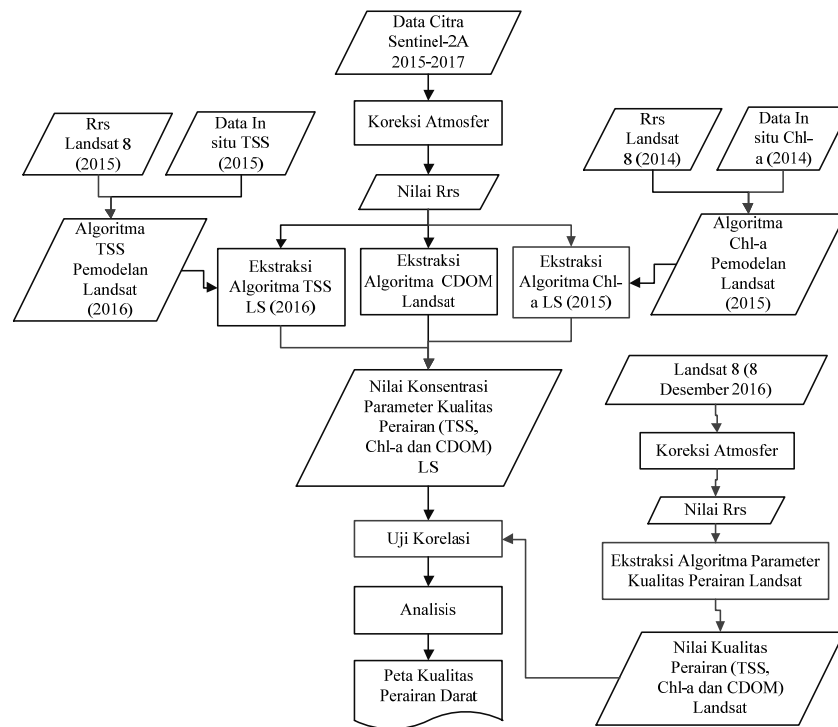 Data Citra
Sentinel-2A
2015-2017
Koreksi Atmosfer
Nilai Rrs
Rrs
Landsat 8
(2015)
Data In
situ TSS
(2015)
Rrs
Landsat
8 (2014)
Data In
situ Chl-
a (2014)
Algoritma
TSS
Pemodelan
Landsat
(2016)
Ekstraksi
Algoritma TSS
LS (2016)
Ekstraksi
Algoritma CDOM
Landsat
Ekstraksi
Algoritma Chl-
a LS (2015)
Algoritma
Chl-a
Pemodelan
Landsat
(2015)
Nilai Konsentrasi
Parameter Kualitas
Perairan (TSS,
Chl-a dan CDOM)
LS
Landsat 8 (8
Desember 2016)
Koreksi Atmosfer
Nilai Rrs
Ekstraksi Algoritma Parameter
Kualitas Perairan Landsat
Nilai Kualitas
Perairan (TSS,
Chl-a dan CDOM)
Landsat
Uji Korelasi
Analisis
Peta Kualitas
Perairan Darat